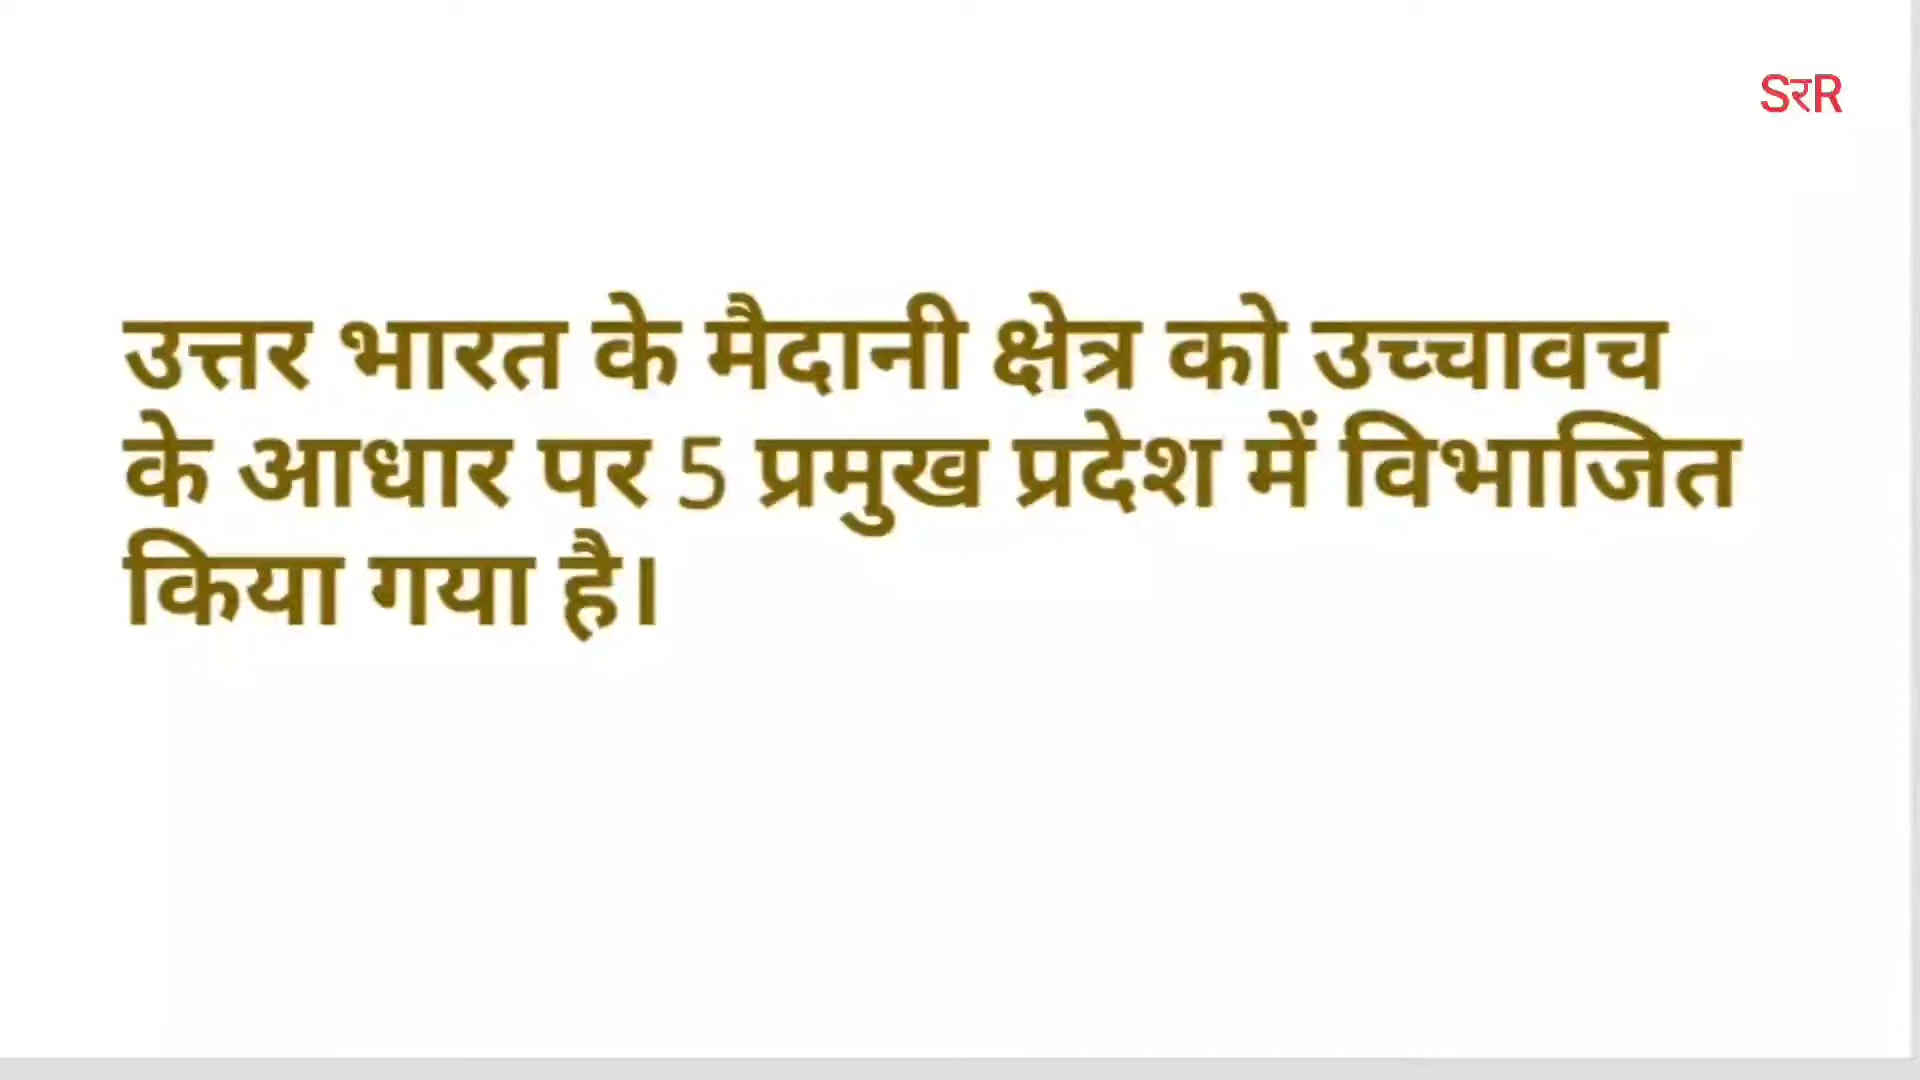 SरR
उत्तर भारत के मैदानी क्षेत्र को उच्चावच
के आधार पर 5 प्रमुख प्रदेश में विभाजित
किया गया है।